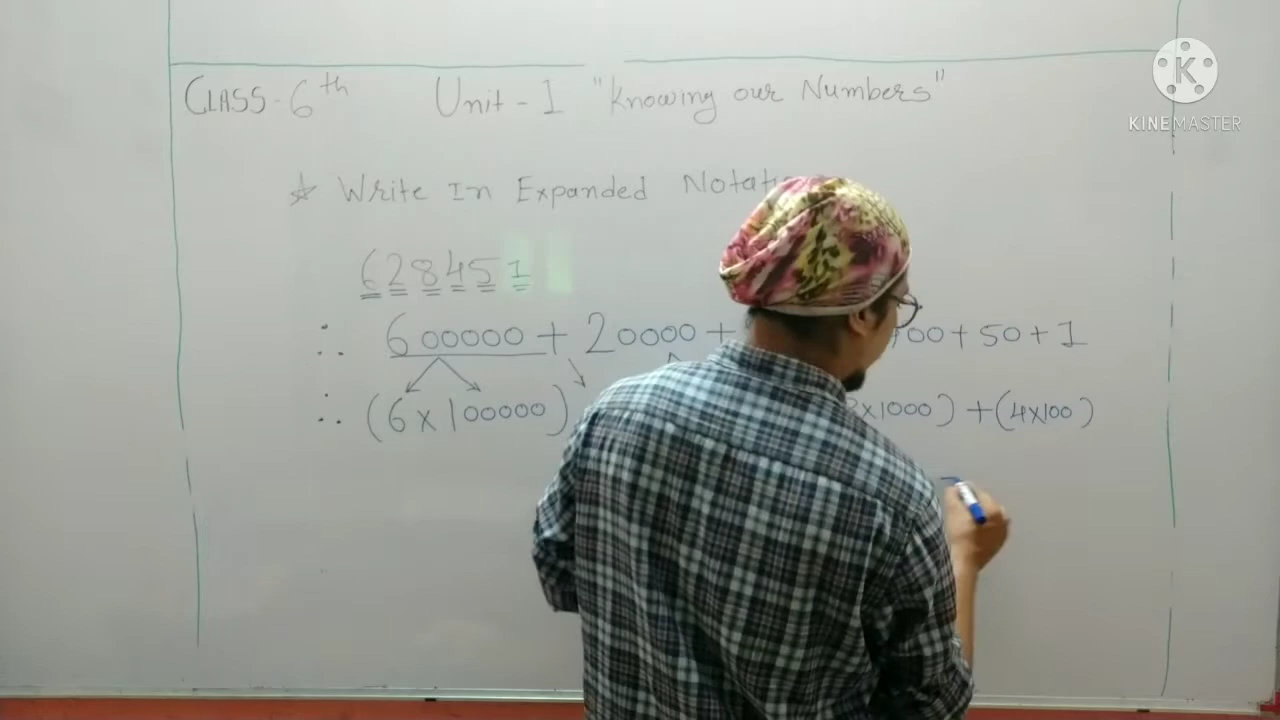 CLASS - 6th Unit - 1 "Knowing our Numbers"
KINEMASTER
☆ Write In Expanded
628451
∴ 600000 + 20000 + 00 + 50 + 1
∴ (6 x 100000) x1000) + (4x100)